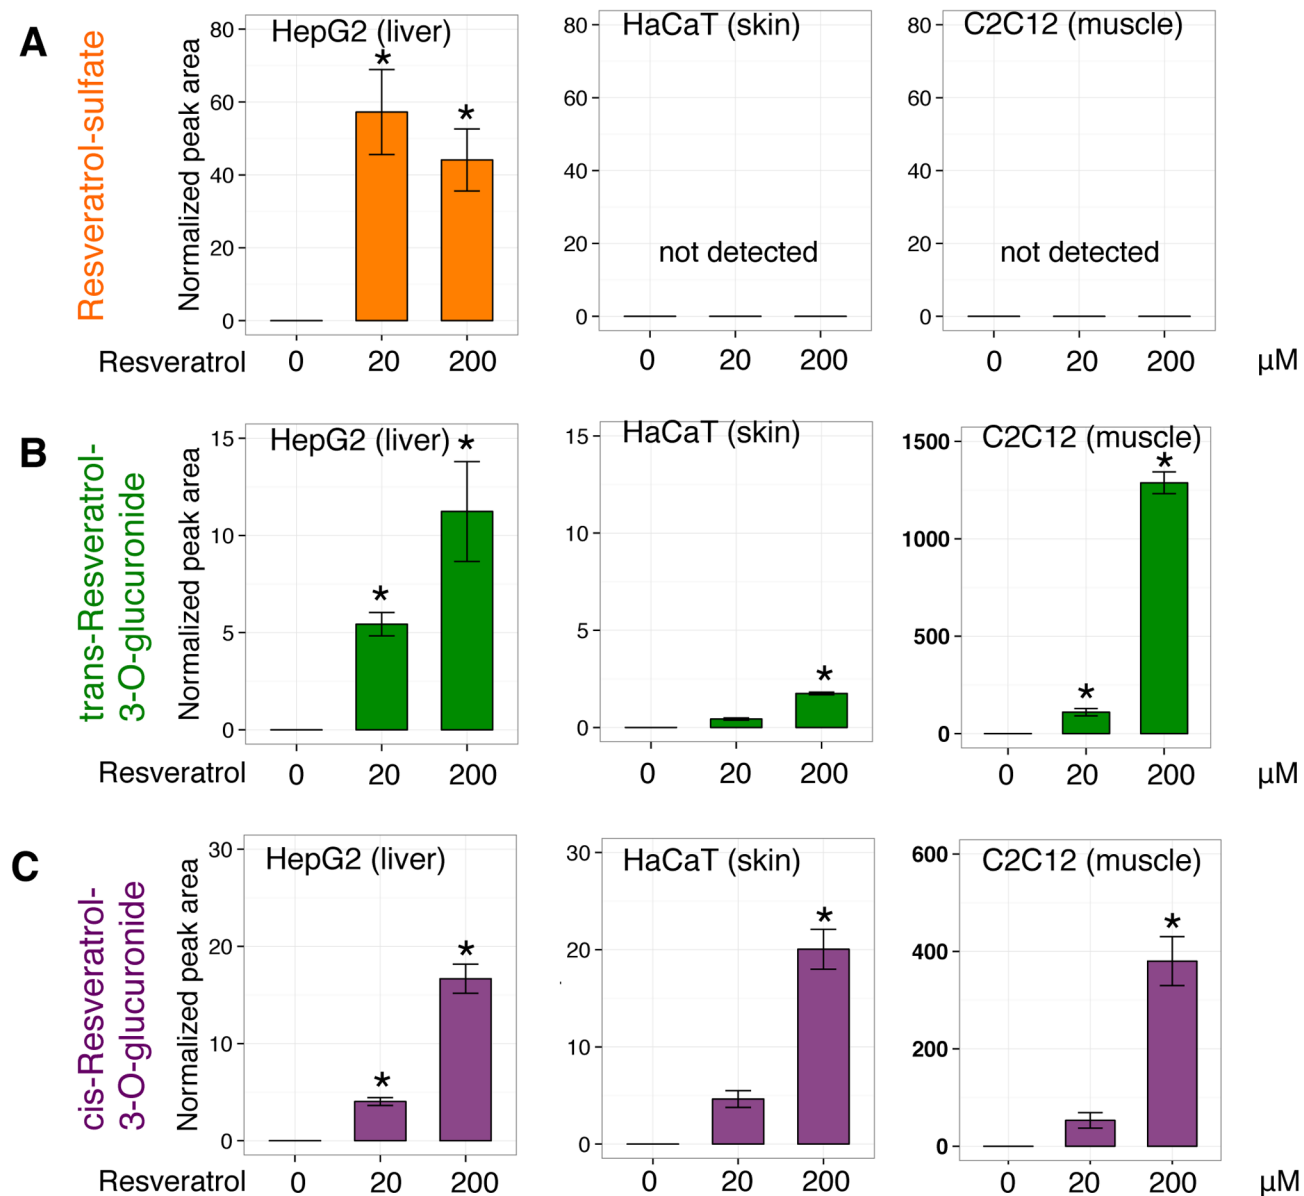 A
Resveratrol-sulfate
Normalized peak area
HepG2 (liver)
80
60
40
20
0
*
*
HaCaT (skin)
80
60
40
20
0
not detected
C2C12 (muscle)
80
60
40
20
0
not detected
Resveratrol 0 20 200 0 20 200 0 20 200 µM
B
trans-Resveratrol-
3-O-glucuronide
Normalized peak area
HepG2 (liver)
15
10
5
0
*
*
HaCaT (skin)
15
10
5
0
*
C2C12 (muscle)
1500
1000
500
0
*
*
Resveratrol 0 20 200 0 20 200 0 20 200 µM
C
cis-Resveratrol-
3-O-glucuronide
Normalized peak area
HepG2 (liver)
30
20
10
0
*
*
HaCaT (skin)
30
20
10
0
*
C2C12 (muscle)
600
400
200
0
*
Resveratrol 0 20 200 0 20 200 0 20 200 µM